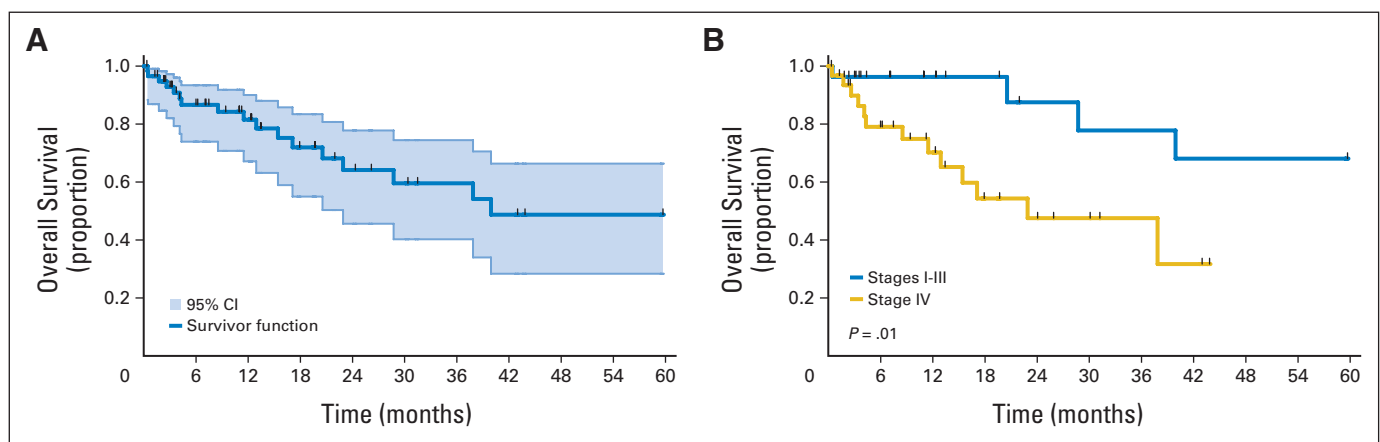 A
Overall Survival
(proportion)
1.0
0.8
0.6
0.4
0.2
95% CI
Survivor function
0 6 12 18 24 30 36 42 48 54 60
Time (months)
B
Overall Survival
(proportion)
1.0
0.8
0.6
0.4
0.2
Stages I-III
Stage IV
P = .01
0 6 12 18 24 30 36 42 48 54 60
Time (months)